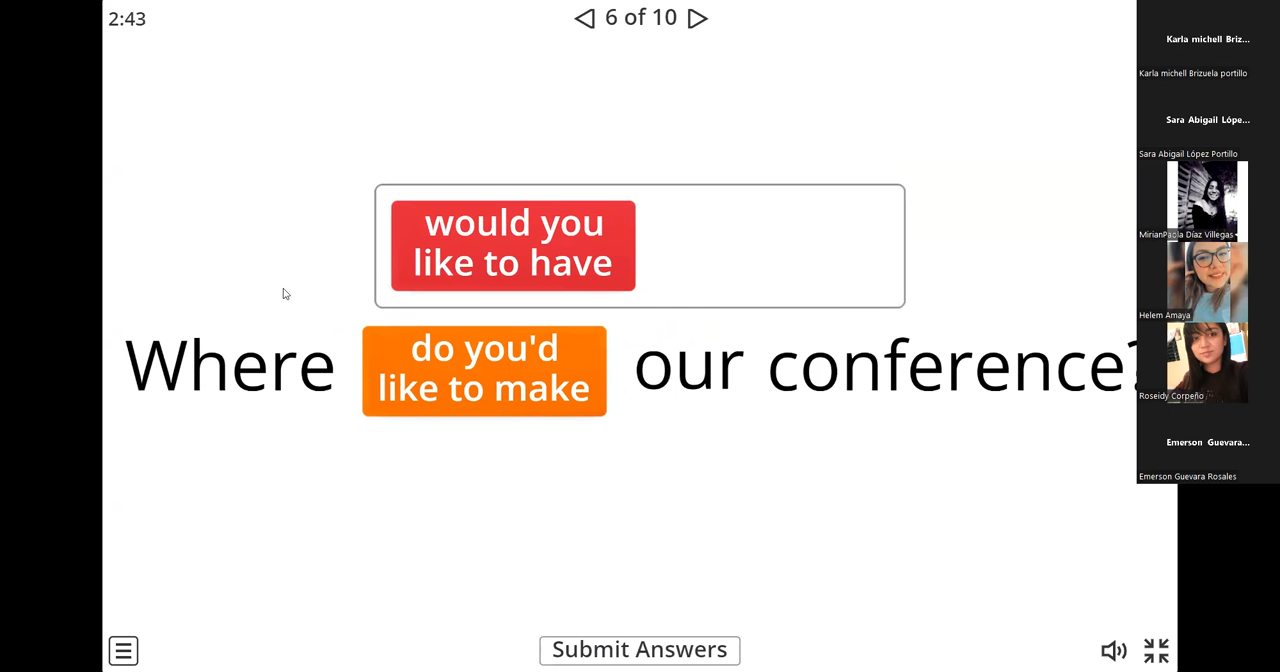 2:43
6 of 10
would you
like to have
Where do you'd like to make our conference?
Submit Answers
Karla michell Briz...
Karla michell Brizuela portillo
Sara Abigail Lópe...
Sara Abigail López Portillo
MirianPaola Díaz Villegas
Helem Amaya
Roseidy Corpeño
Emerson Guevara...
Emerson Guevara Rosales